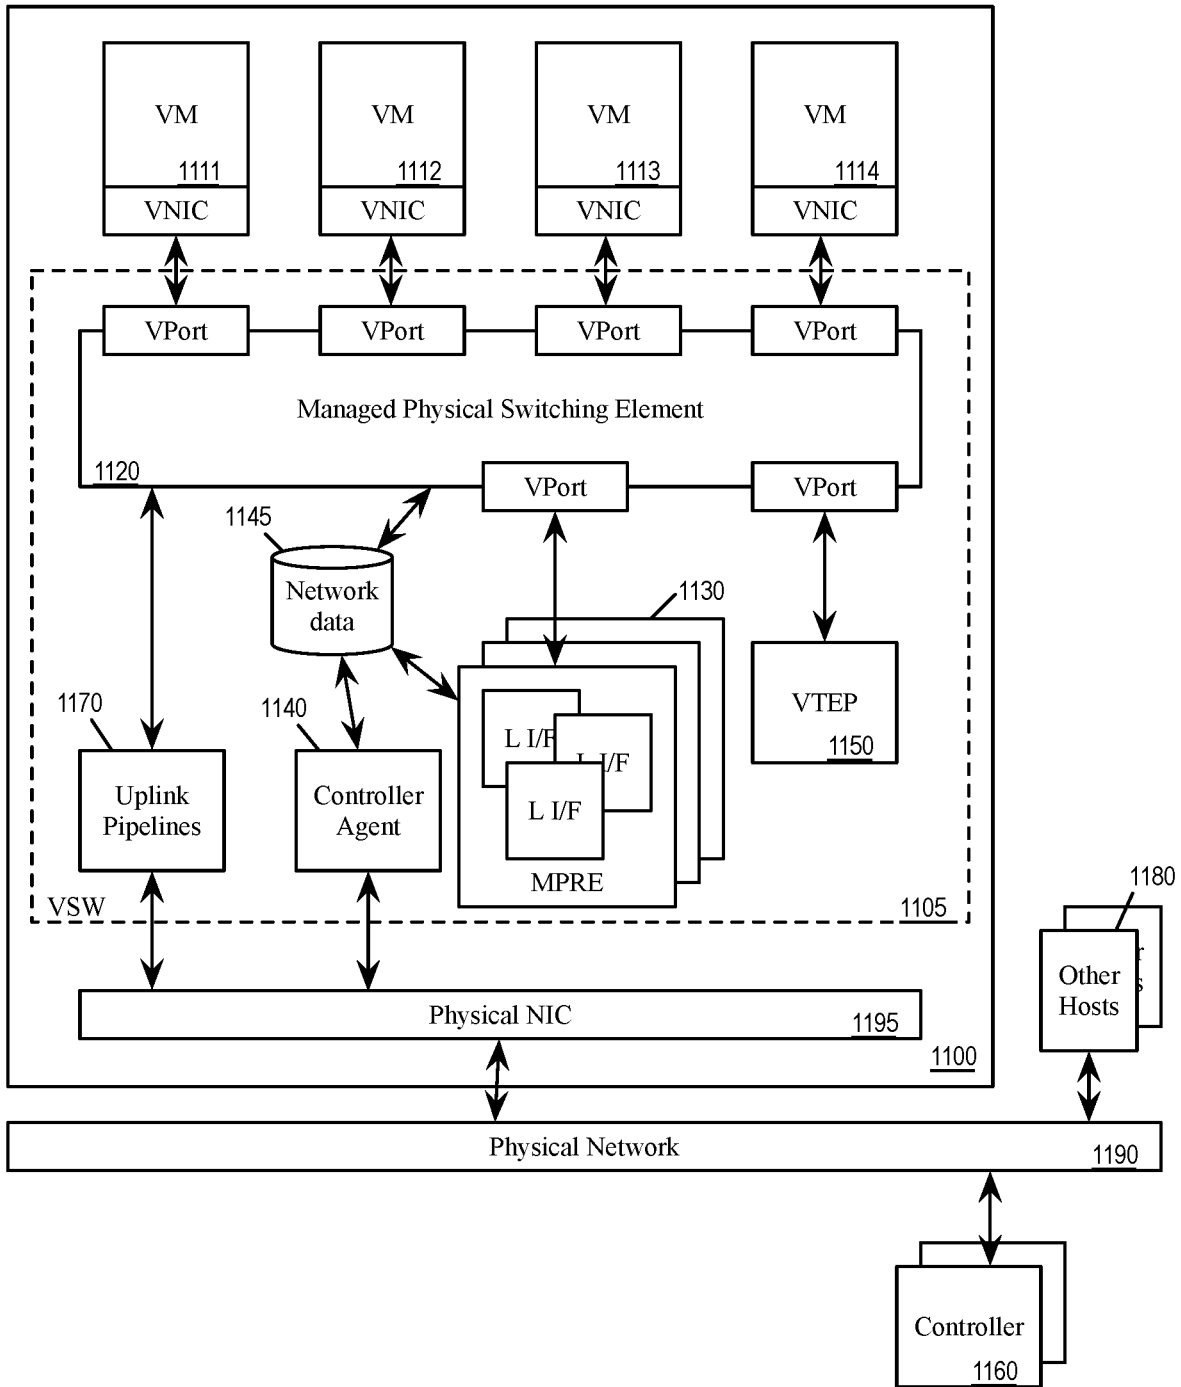 VM VM VM VM
1111 1112 1113 1114
VNIC VNIC VNIC VNIC
VPort VPort VPort VPort
Managed Physical Switching Element
1120
VPort VPort
1145
Network
data
1130
1170 1140
VTEP
1150
L I/F
L I/F
L I/F
Uplink
Pipelines
Controller
Agent
MPRE
VSW 1105
1180
Other
Hosts
Physical NIC 1195
1100
Physical Network 1190
Controller
1160